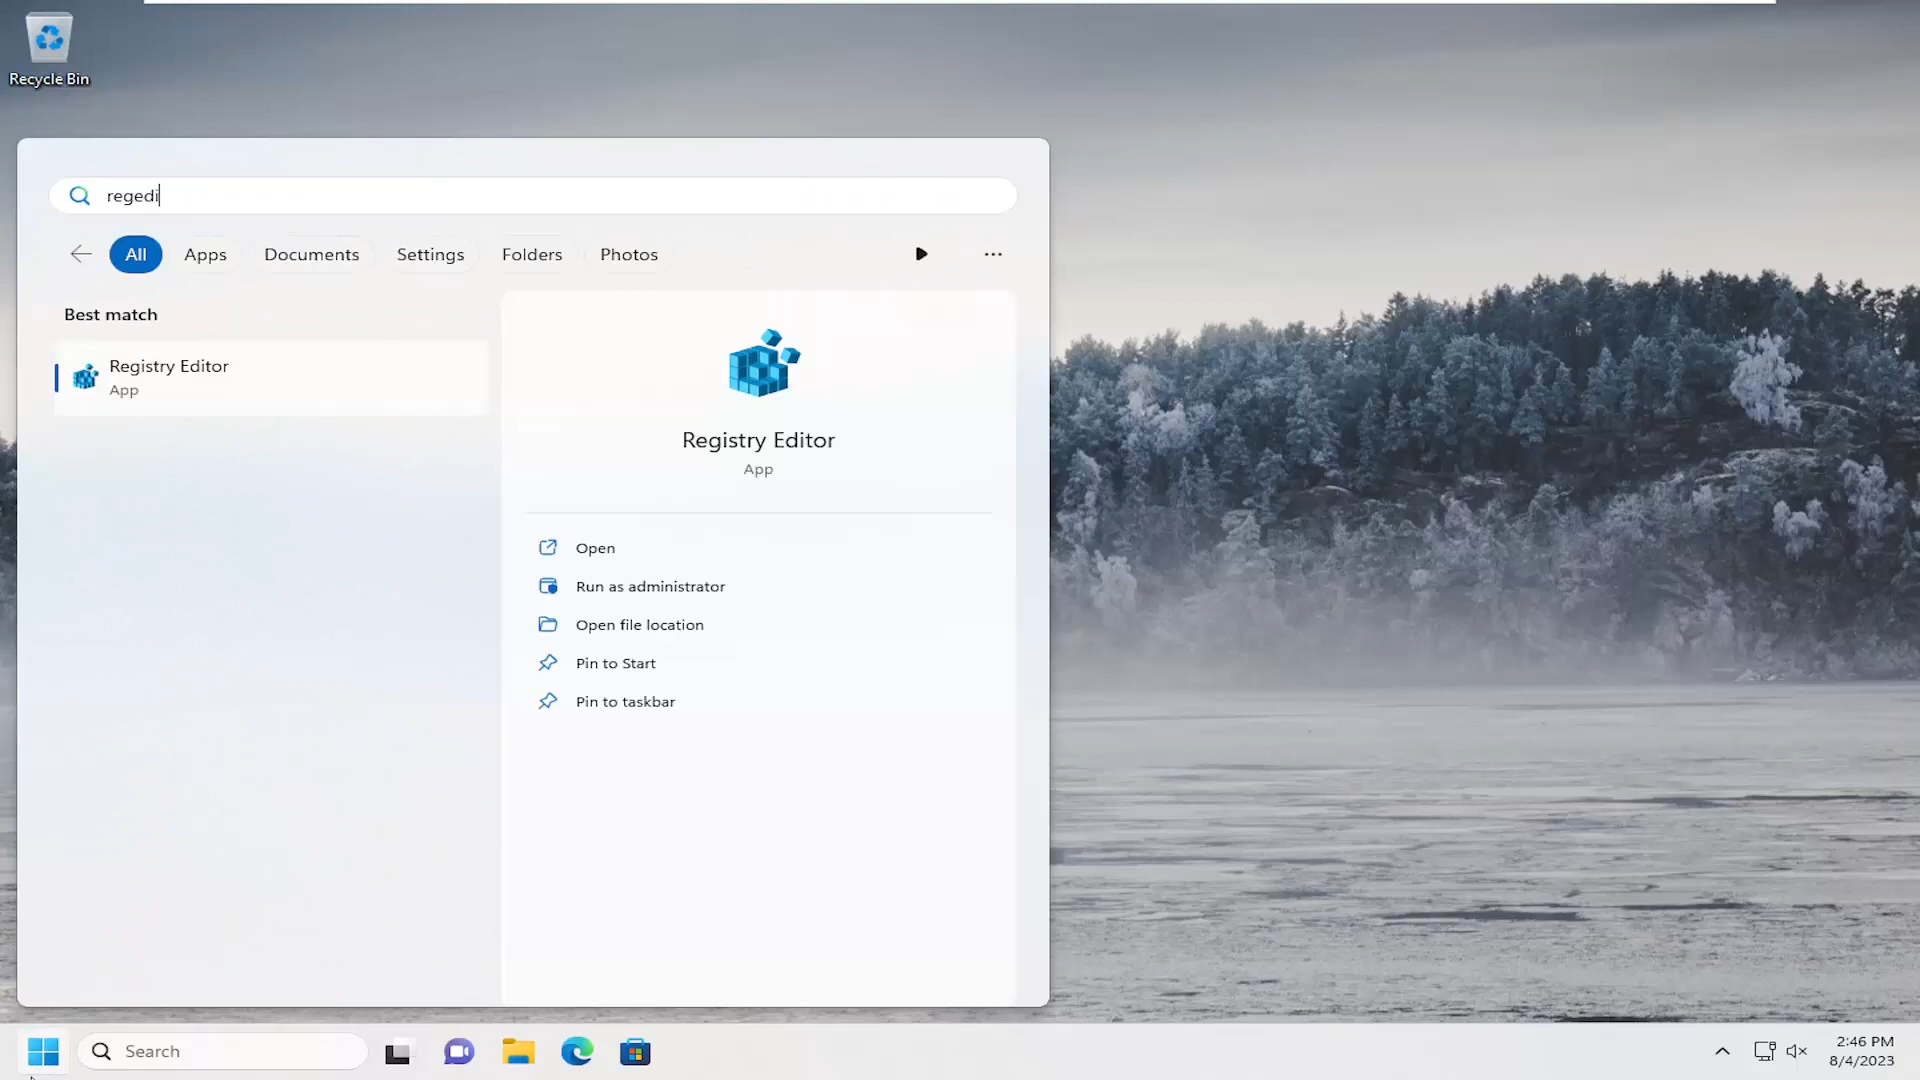 Recycle Bin
regedi
All Apps Documents Settings Folders Photos
Best match
Registry Editor
App
Registry Editor
App
Open
Run as administrator
Open file location
Pin to Start
Pin to taskbar
Search
2:46 PM
8/4/2023